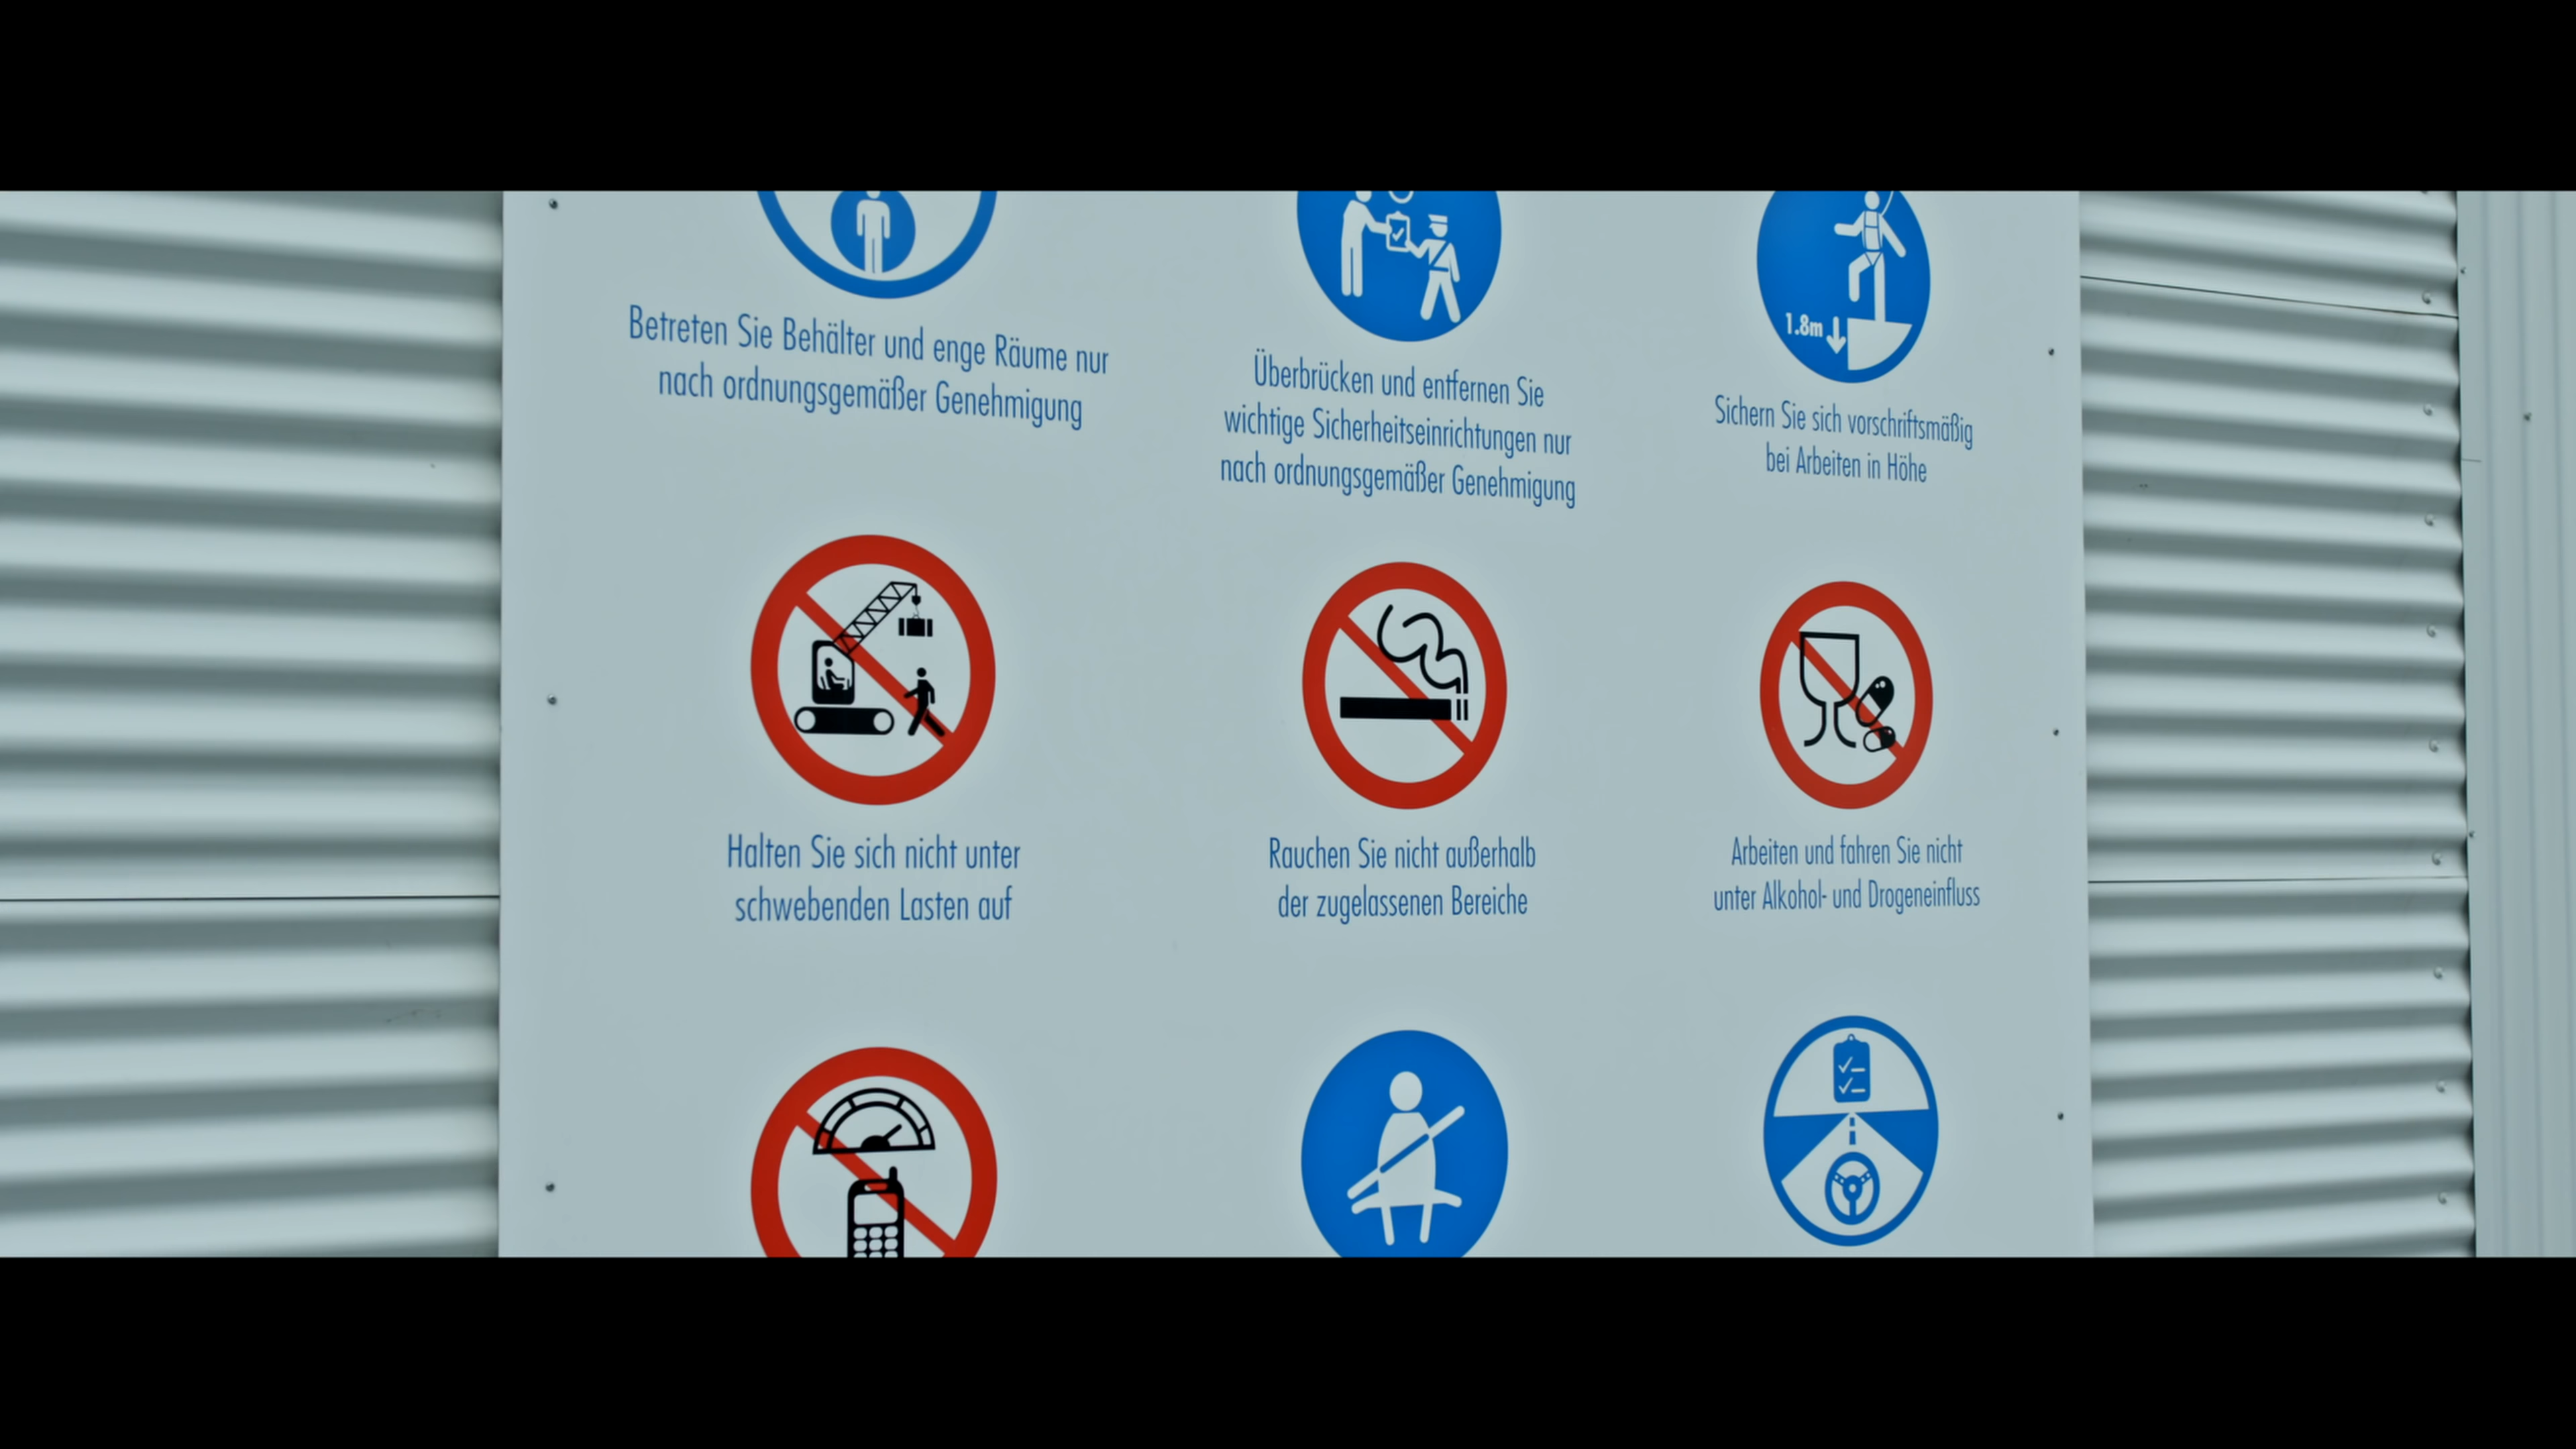 Betreten Sie Behälter und enge Räume nur
nach ordnungsgemäßer Genehmigung
Überbrücken und entfernen Sie
wichtige Sicherheitseinrichtungen nur
nach ordnungsgemäßer Genehmigung
1.8m
Sichern Sie sich vorschriftsmäßig
bei Arbeiten in Höhe
Halten Sie sich nicht unter
schwebenden Lasten auf
Rauchen Sie nicht außerhalb
der zugelassenen Bereiche
Arbeiten und fahren Sie nicht
unter Alkohol- und Drogeneinfluss